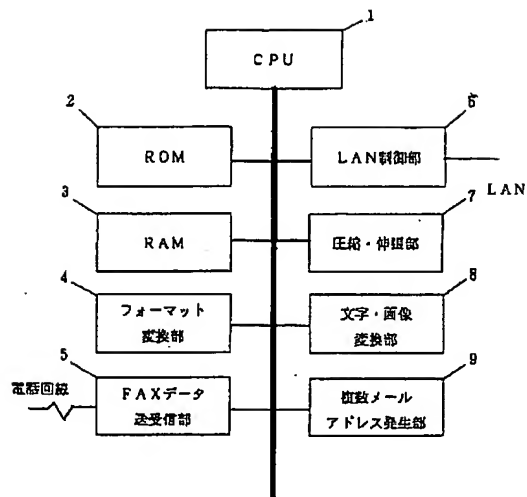 1
CPU
2
6
ROM
LAN制御部
LAN
3
7
RAM
圧縮・伸張部
4
8
フォーマット
変換部
文字・画像
変換部
5
9
電話回線
FAXデータ
送受信部
複数メール
アドレス発生部